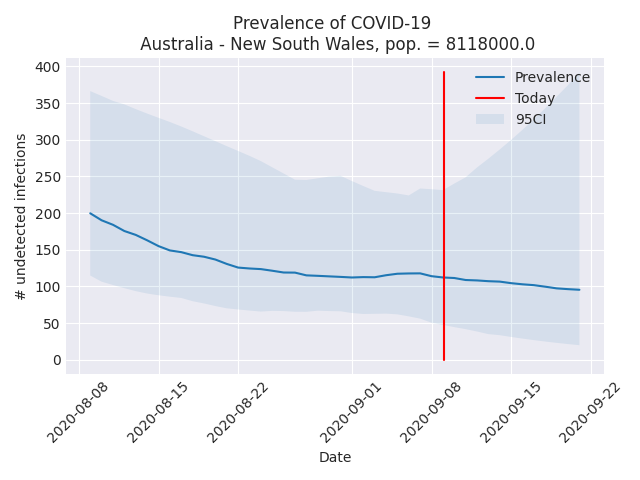 Prevalence of COVID-19
Australia - New South Wales, pop. = 8118000.0
400
350
300
250
200
150
100
50
0
# undetected infections
Prevalence
Today
95CI
2020-08-08
2020-08-15
2020-08-22
2020-09-01
2020-09-08
2020-09-15
2020-09-22
Date